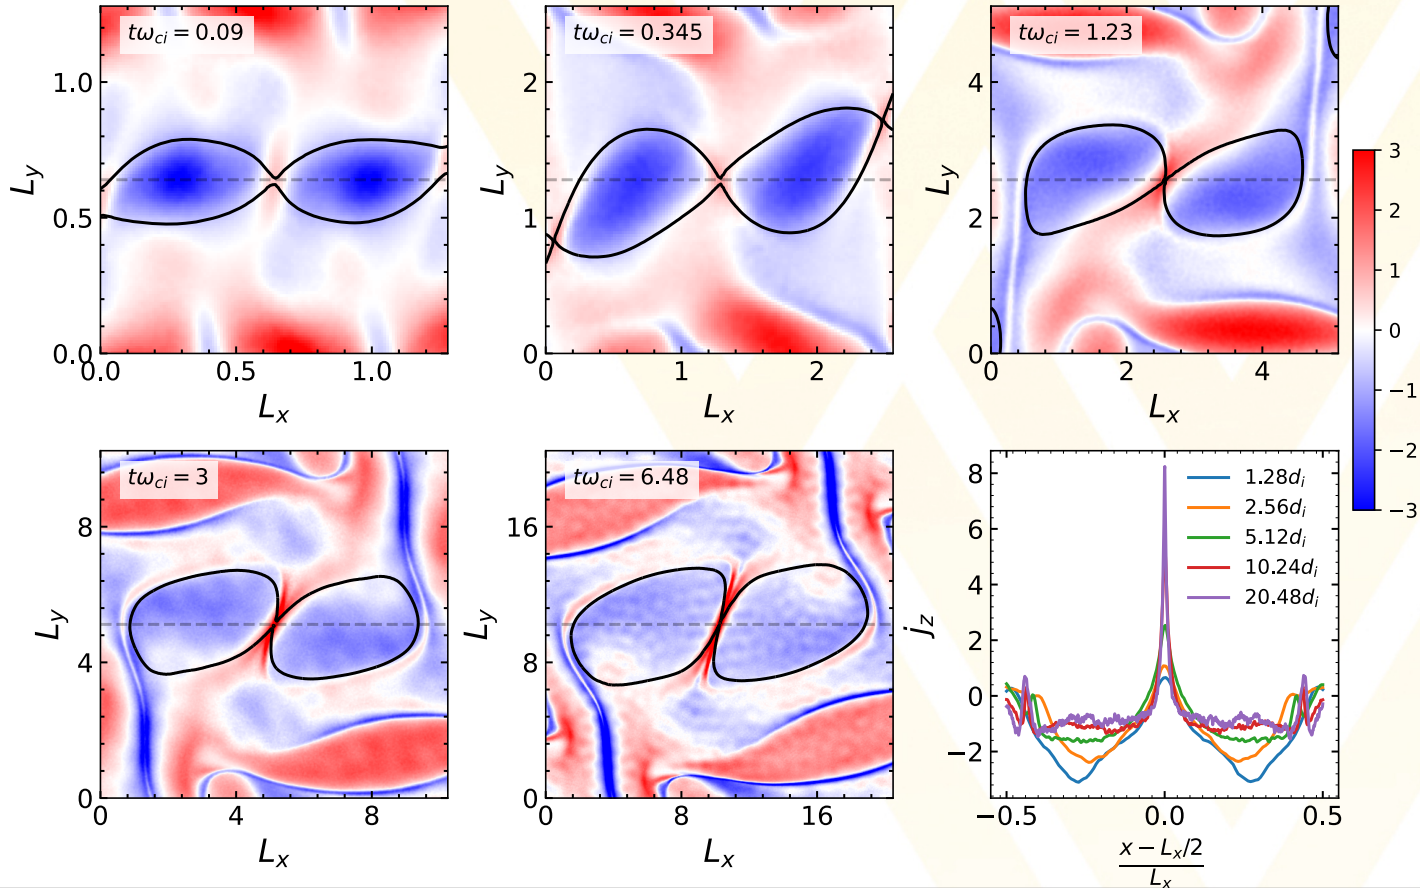 tω_ci = 0.09
L_y
1.0
0.5
0.0
0.0 0.5 1.0
L_x
tω_ci = 0.345
L_y
2
1
0
0 1 2
L_x
tω_ci = 1.23
L_y
4
2
0
0 2 4
L_x
3
2
1
0
−1
−2
−3
tω_ci = 3
L_y
8
4
0
0 4 8
L_x
tω_ci = 6.48
L_y
16
8
0
0 8 16
L_x
j_z
8
6
4
2
0
−2
1.28d_i
2.56d_i
5.12d_i
10.24d_i
20.48d_i
−0.5 0.0 0.5
x − L_x/2
L_x